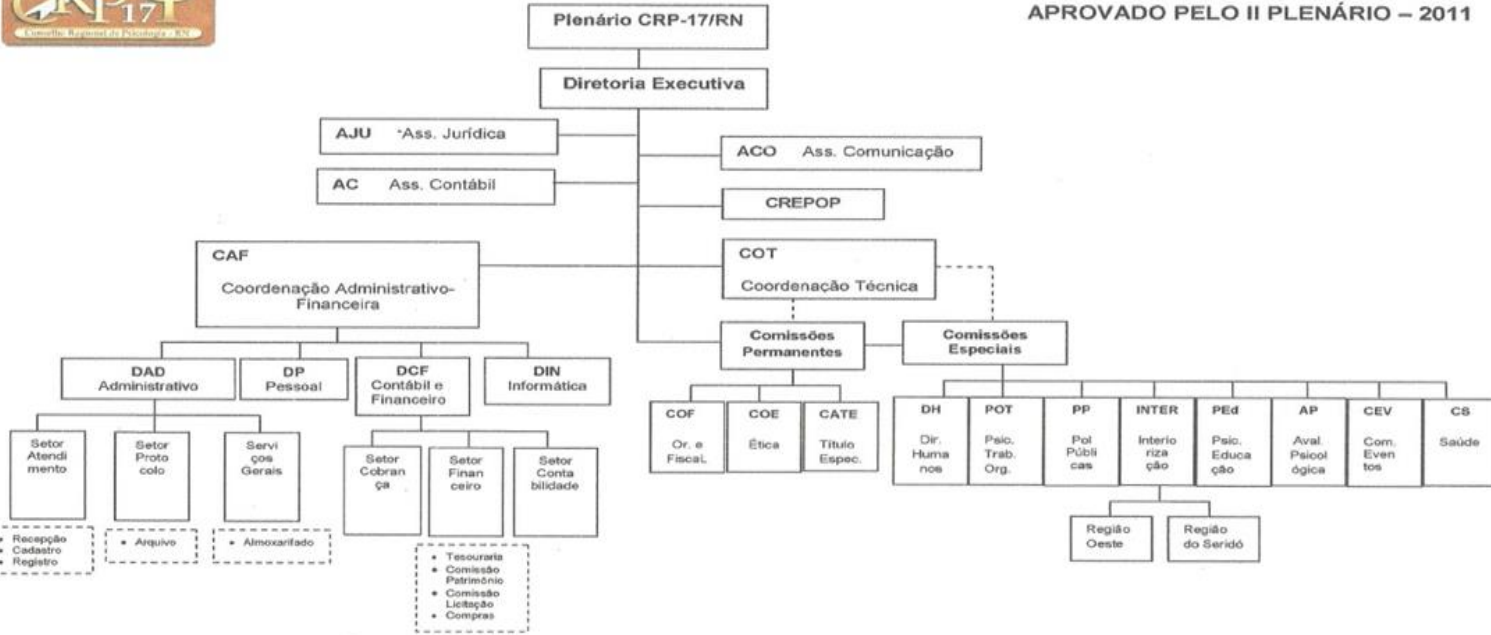 CRP 17
Conselho Regional de Psicologia - RN
APROVADO PELO II PLENÁRIO – 2011
Plenário CRP-17/RN
Diretoria Executiva
AJU Ass. Jurídica
ACO Ass. Comunicação
AC Ass. Contábil
CREPOP
CAF
Coordenação Administrativo-
Financeira
COT
Coordenação Técnica
Comissões
Permanentes
Comissões
Especiais
DAD
Administrativo
DP
Pessoal
DCF
Contábil e
Financeiro
DIN
Informática
Setor
Atendi
mento
Setor
Proto
colo
Servi
ços
Gerais
Setor
Cobran
ça
Setor
Finan
ceiro
Setor
Conta
bilidade
COF
Or. e
Fiscal.
COE
Ética
CATE
Título
Espec.
DH
Dir.
Huma
nos
POT
Psic.
Trab.
Org.
PP
Pol
Públi
cas
INTER
Interio
riza
ção
PEd
Psic.
Educa
ção
AP
Aval.
Psicol
ógica
CEV
Com.
Even
tos
CS
Saúde
Região
Oeste
Região
do Seridó
• Recepção
• Cadastro
• Registro
• Arquivo
• Almoxarifado
• Tesouraria
• Comissão
Patrimônio
• Comissão
Licitação
• Compras